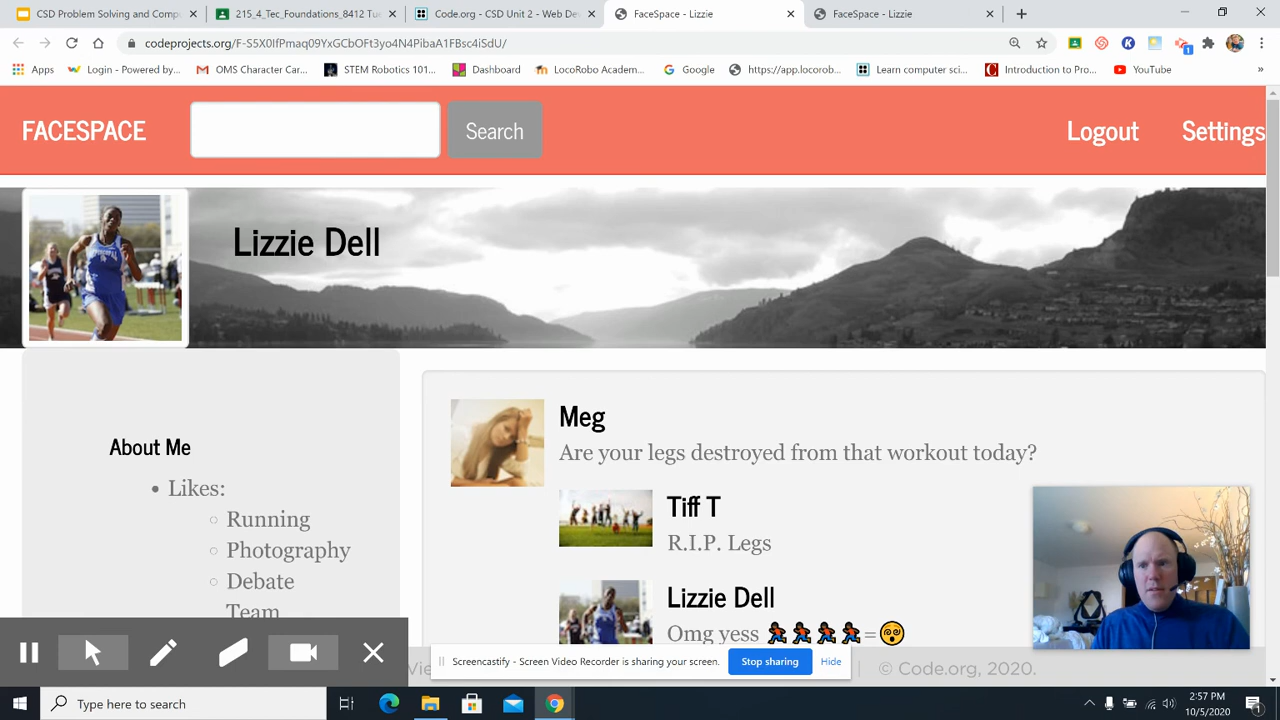 CSD Problem Solving and Comp
215_4_Tec_Foundations_8412 Tue
Code.org - CSD Unit 2 - Web Dev
FaceSpace - Lizzie
FaceSpace - Lizzie
codeprojects.org/F-S5X0IfPmaq09YxGCbOFt3yo4N4PibaA1FBsc4iSdU/
Apps
Login - Powered by...
OMS Character Car...
STEM Robotics 101...
Dashboard
LocoRobo Academ...
Google
https://app.locorob...
Learn computer sci...
Introduction to Pro...
YouTube
»
FACESPACE
Search
Logout
Settings
Lizzie Dell
About Me
• Likes:
Running
Photography
Debate
Team
Meg
Are your legs destroyed from that workout today?
Tiff T
R.I.P. Legs
Lizzie Dell
Omg yess 🏃🏃🏃🏃=😵
Screencastify - Screen Video Recorder is sharing your screen.
Stop sharing
Hide
© Code.org, 2020.
Type here to search
2:57 PM
10/5/2020
1